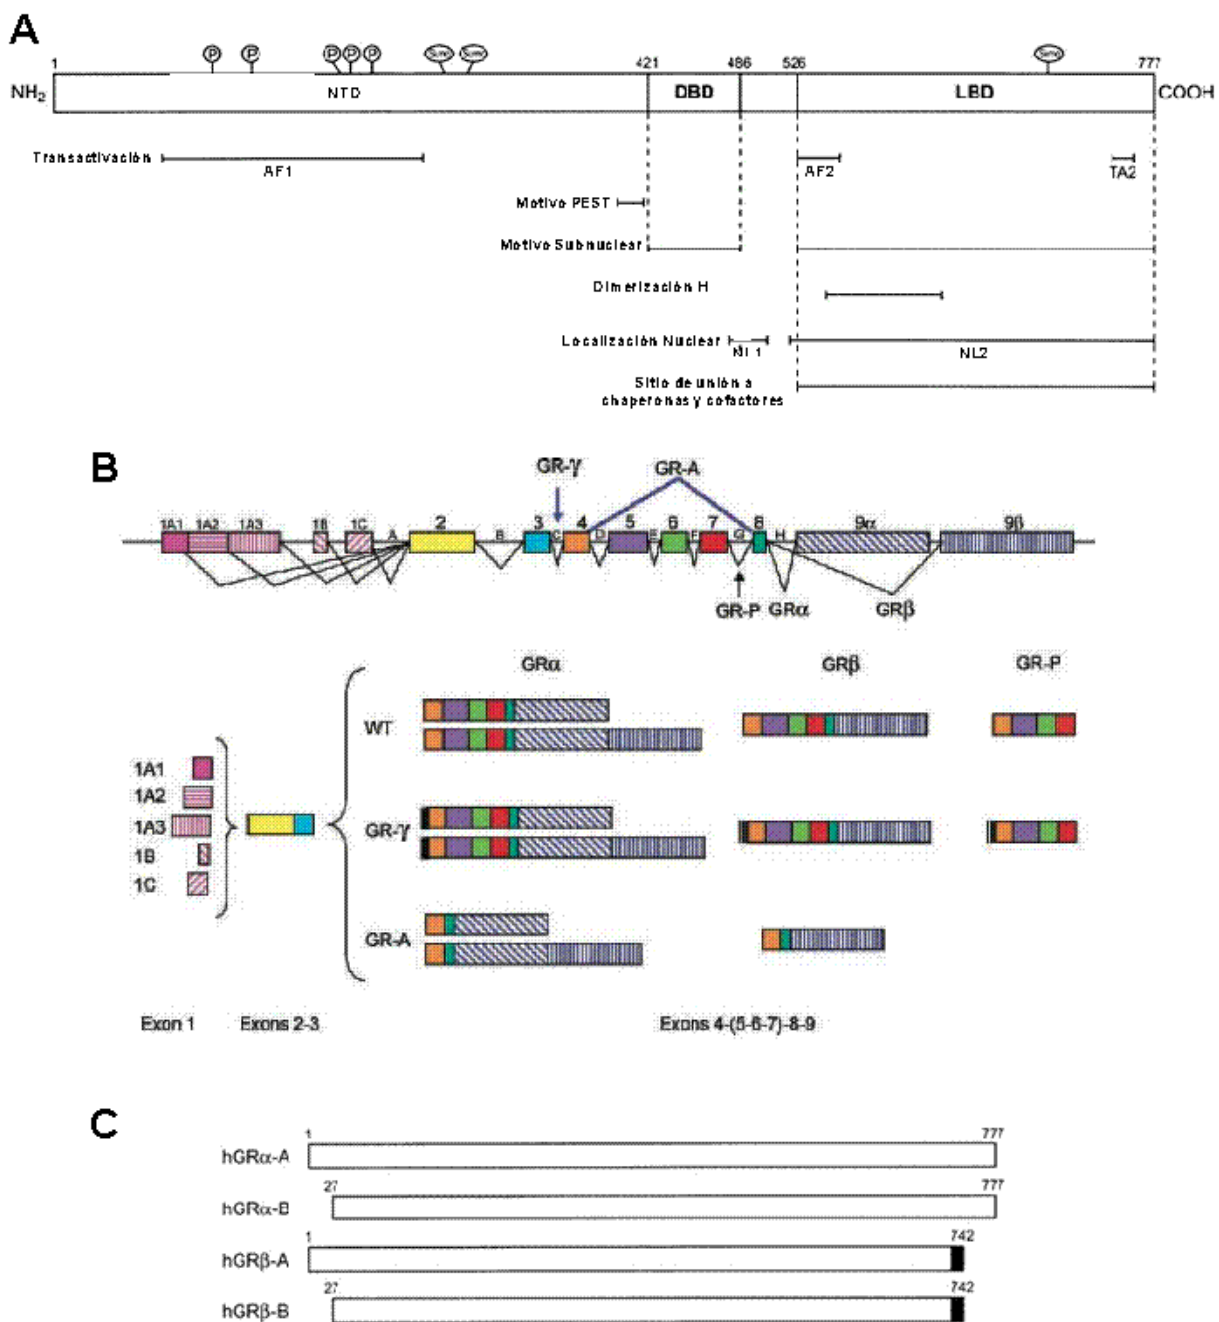 A
P P P P P Sumo Sumo Sumo
1 421 486 526 777
NH2 NTD DBD LBD COOH
Transactivación
AF1 AF2 TA2
Motivo PEST
Motivo Subnuclear
Dimerización H
Localización Nuclear
NL1 NL2
Sitio de unión a
chaperonas y cofactores
B
GR-γ GR-A
1A1 1A2 1A3 1B 1C A 2 B 3 C 4 D 5 E 6 F 7 G 8 H 9α 9β
GR-P GRα GRβ
GRα GRβ GR-P
WT
1A1
1A2
1A3
1B
1C
GR-γ
GR-A
Exon 1 Exons 2-3 Exons 4-(5-6-7)-8-9
C
1 777
hGRα-A
27 777
hGRα-B
1 742
hGRβ-A
27 742
hGRβ-B